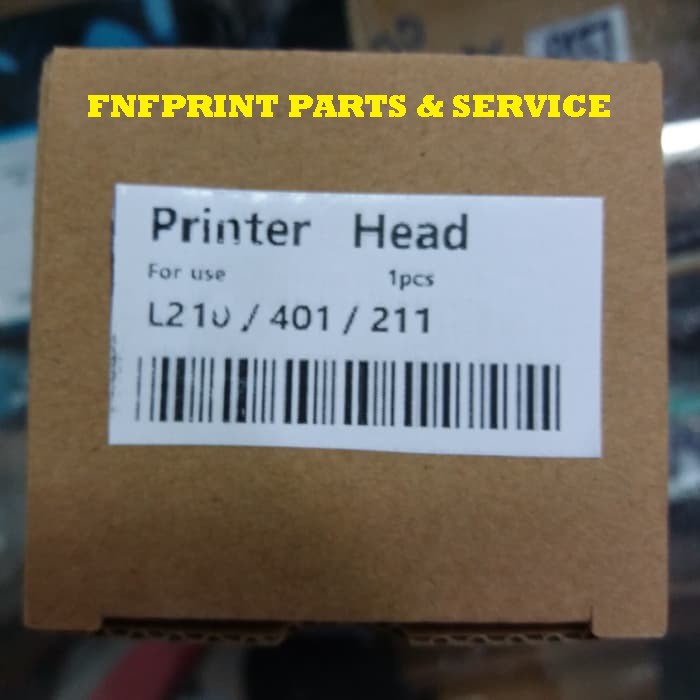 FNFPRINT PARTS & SERVICE
Printer Head
For use 1pcs
L210 / 401 / 211